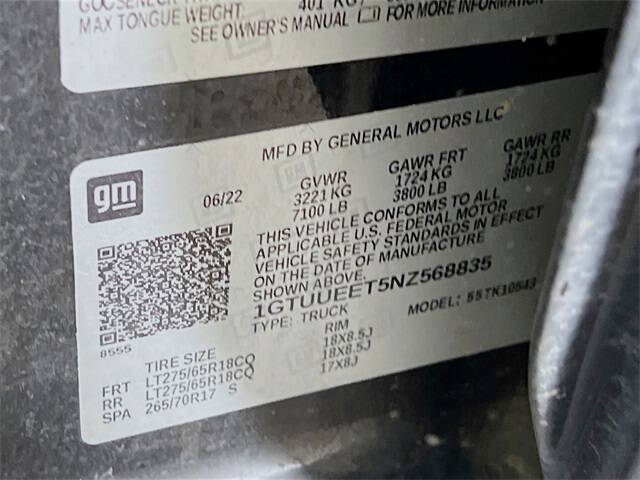 MAX TONGUE WEIGHT: 401 KG
SEE OWNER'S MANUAL FOR MORE INFORMATION
MFD BY GENERAL MOTORS LLC
gm
06/22
GVWR GAWR FRT GAWR RR
3221 KG 1724 KG 1724 KG
7100 LB 3800 LB 3800 LB
THIS VEHICLE CONFORMS TO ALL
APPLICABLE U.S. FEDERAL MOTOR
VEHICLE SAFETY STANDARDS IN EFFECT
ON THE DATE OF MANUFACTURE
SHOWN ABOVE.
1GTUUEET5NZ568835
TYPE: TRUCK MODEL: 55TK10543
8555
TIRE SIZE RIM
FRT LT275/65R18CQ 18X8.5J
RR LT275/65R18CQ 18X8.5J
SPA 265/70R17 S 17X8J